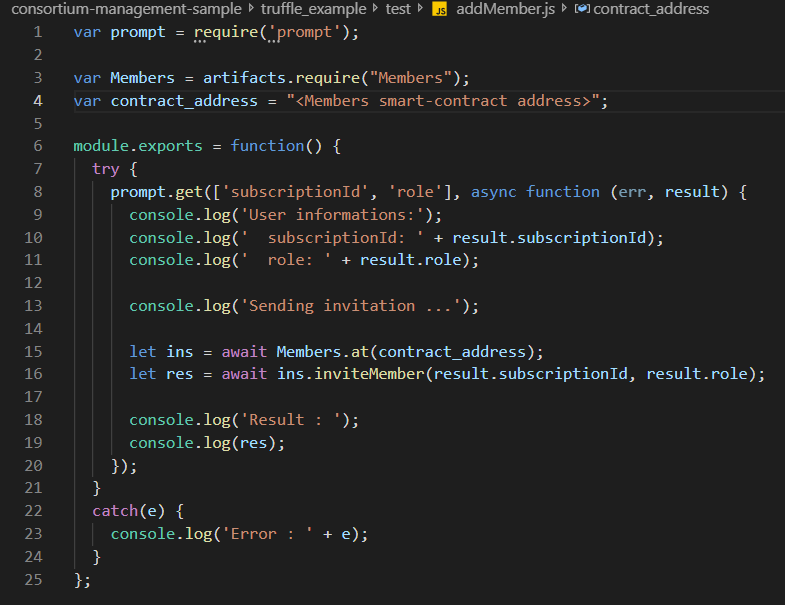 consortium-management-sample › truffle_example › test › JS addMember.js › contract_address
1 var prompt = require('prompt');
2
3 var Members = artifacts.require("Members");
4 var contract_address = "<Members smart-contract address>";
5
6 module.exports = function() {
7   try {
8     prompt.get(['subscriptionId', 'role'], async function (err, result) {
9       console.log('User informations:');
10       console.log('  subscriptionId: ' + result.subscriptionId);
11       console.log('  role: ' + result.role);
12
13       console.log('Sending invitation ...');
14
15       let ins = await Members.at(contract_address);
16       let res = await ins.inviteMember(result.subscriptionId, result.role);
17
18       console.log('Result : ');
19       console.log(res);
20     });
21   }
22   catch(e) {
23     console.log('Error : ' + e);
24   }
25 };